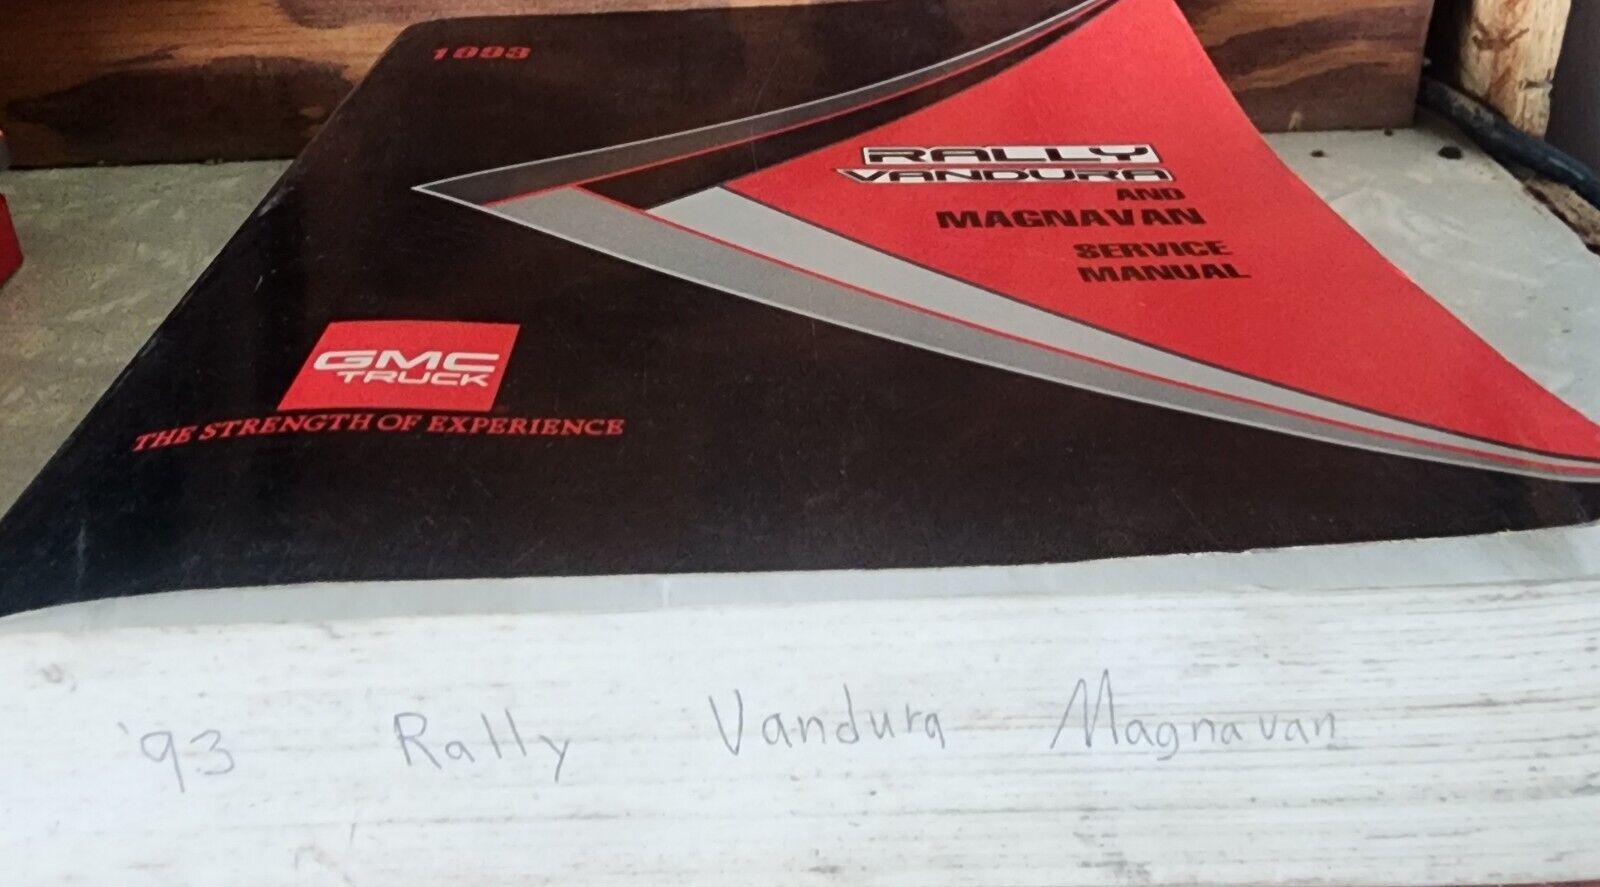 1993
RALLY
VANDURA
AND
MAGNAVAN
SERVICE
MANUAL
GMC
TRUCK
THE STRENGTH OF EXPERIENCE
'93 Rally Vandura Magnavan